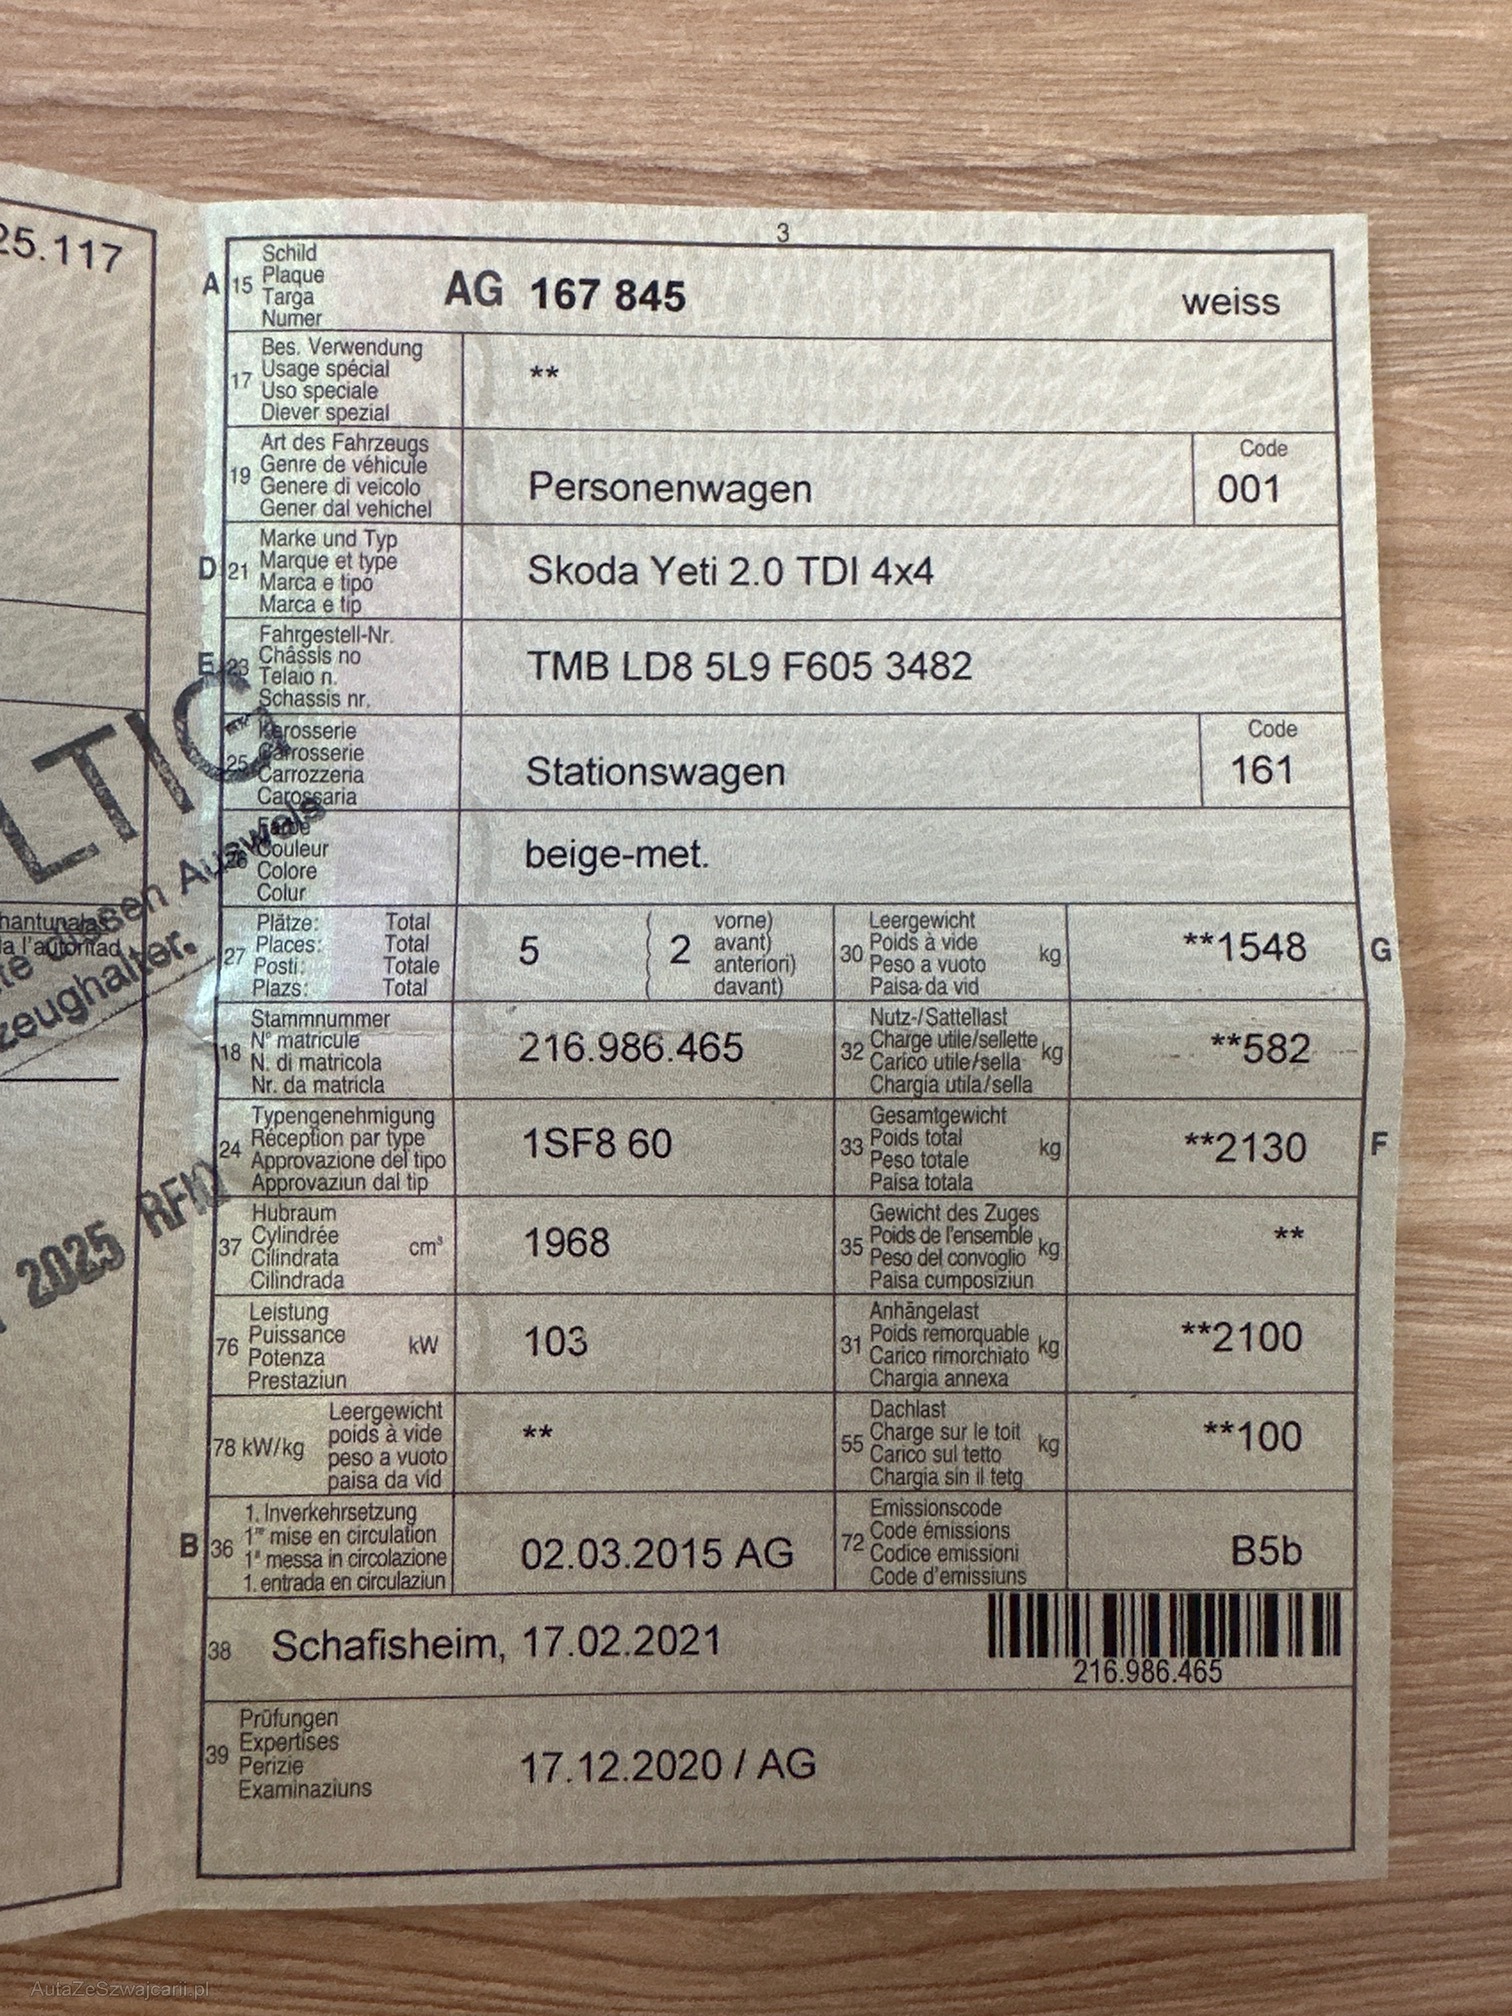 25.117
3
A 15 Schild
Plaque
Targa
Numer
AG 167 845 weiss
17 Bes. Verwendung
Usage spécial
Uso speciale
Diever spezial
**
19 Art des Fahrzeugs
Genre de véhicule
Genere di veicolo
Gener dal vehichel
Personenwagen
Code
001
D 21 Marke und Typ
Marque et type
Marca e tipo
Marca e tip
Skoda Yeti 2.0 TDI 4x4
E 23 Fahrgestell-Nr.
Châssis no
Telaio n.
Schassis nr.
TMB LD8 5L9 F605 3482
25 Karosserie
Carrosserie
Carrozzeria
Carossaria
Stationswagen
Code
161
26 Farbe
Couleur
Colore
Colur
beige-met.
27 Plätze: Total
Places: Total
Posti: Totale
Plazs: Total
5 ( 2 vorne)
( avant)
( anteriori)
( davant)
30 Leergewicht
Poids à vide
Peso a vuoto
Paisa da vid
kg
**1548 G
18 Stammnummer
N° matricule
N. di matricola
Nr. da matricla
216.986.465
32 Nutz-/Sattellast
Charge utile/sellette
Carico utile/sella
Chargia utila/sella
kg
**582
24 Typengenehmigung
Réception par type
Approvazione del tipo
Approvaziun dal tip
1SF8 60
33 Gesamtgewicht
Poids total
Peso totale
Paisa totala
kg
**2130 F
37 Hubraum
Cylindrée
Cilindrata
Cilindrada
cm³
1968
35 Gewicht des Zuges
Poids de l'ensemble
Peso del convoglio
Paisa cumposiziun
kg
**
76 Leistung
Puissance
Potenza
Prestaziun
kW
103
31 Anhängelast
Poids remorquable
Carico rimorchiato
Chargia annexa
kg
**2100
78 kW/kg Leergewicht
poids à vide
peso a vuoto
paisa da vid
**
55 Dachlast
Charge sur le toit
Carico sul tetto
Chargia sin il tetg
kg
**100
B 36 1. Inverkehrsetzung
1re mise en circulation
1a messa in circolazione
1. entrada en circulaziun
02.03.2015 AG
72 Emissionscode
Code émissions
Codice emissioni
Code d'emissiuns
B5b
38 Schafisheim, 17.02.2021
216.986.465
39 Prüfungen
Expertises
Perizie
Examinaziuns
17.12.2020 / AG
LTIG
diesen Ausweis
zeughalter.
hantunalas
la l'autoritad
2025
AutaZeSzwajcarii.pl